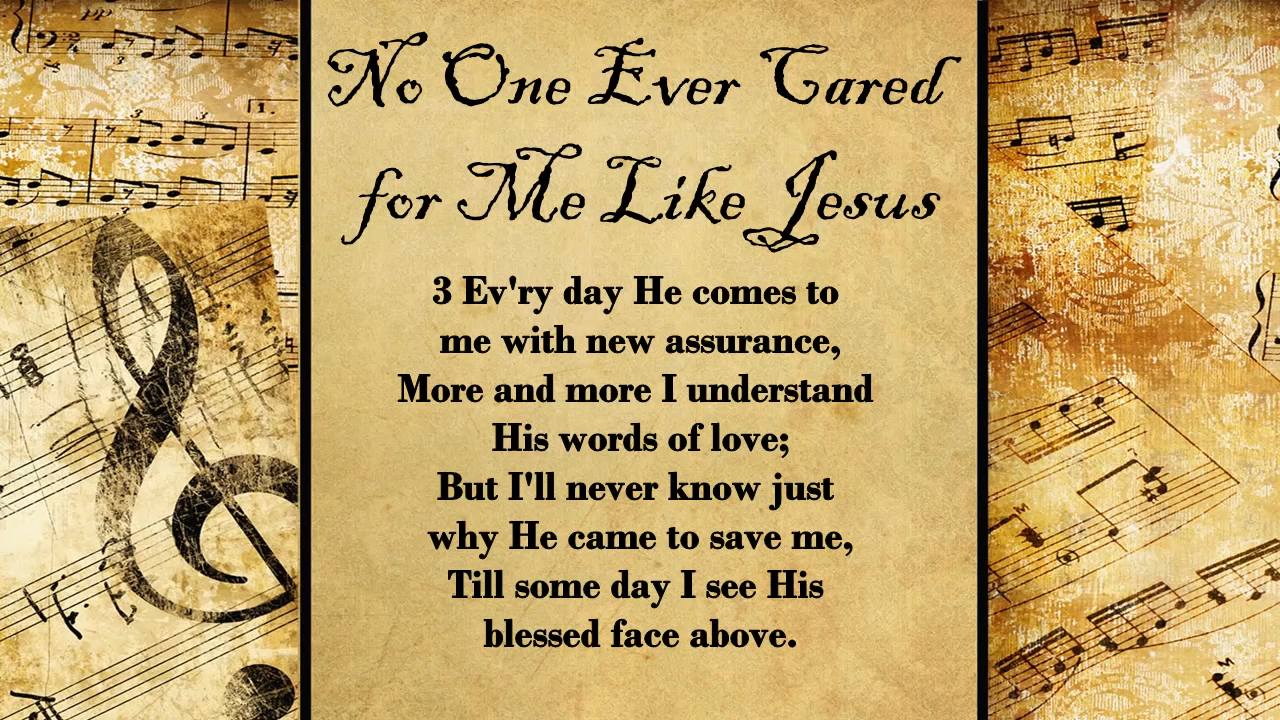 No One Ever Cared
for Me Like Jesus
3 Ev'ry day He comes to
me with new assurance,
More and more I understand
His words of love;
But I'll never know just
why He came to save me,
Till some day I see His
blessed face above.